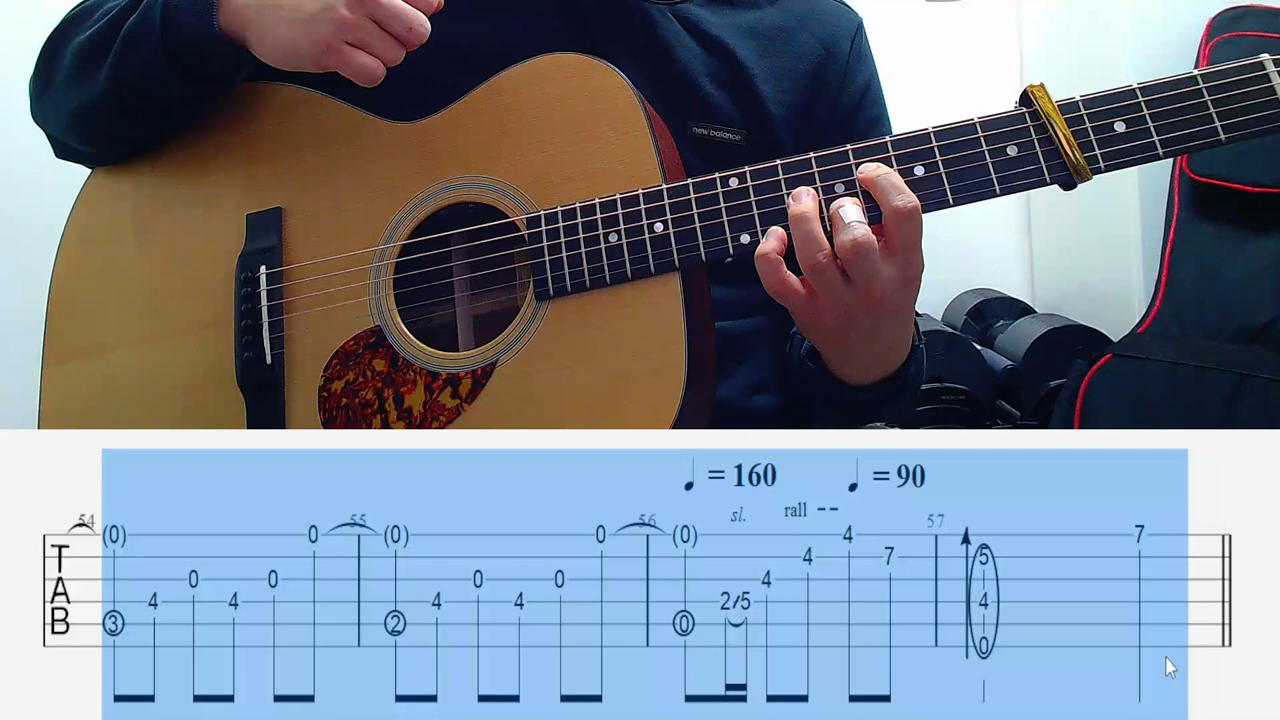 new balance
♩ = 160 ♩ = 90
sl. rall --
54 55 56 57
(0) 0 (0) 0 (0) 4 7
T 4 7 5
A 0 0 0 0 4
4 4 4 4 2/5 4
B 3 2 0
0